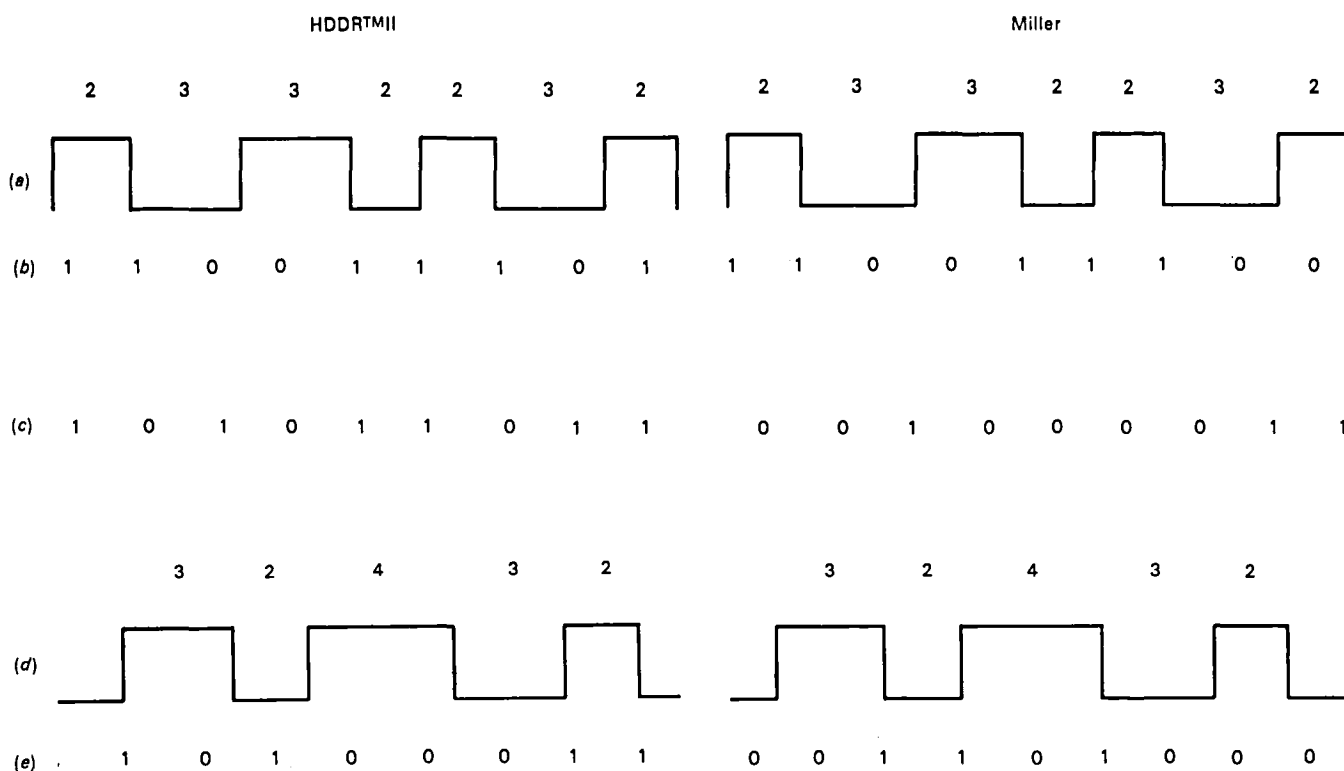 HDDR™II Miller
2 3 3 2 2 3 2 2 3 3 2 2 3 2
(a)
(b) 1 1 0 0 1 1 1 0 1 1 1 0 0 1 1 1 0 0
(c) 1 0 1 0 1 1 0 1 1 0 0 1 0 0 0 0 1 1
3 2 4 3 2 3 2 4 3 2
(d)
(e) 1 0 1 0 0 0 1 1 0 0 1 1 0 1 0 0 0